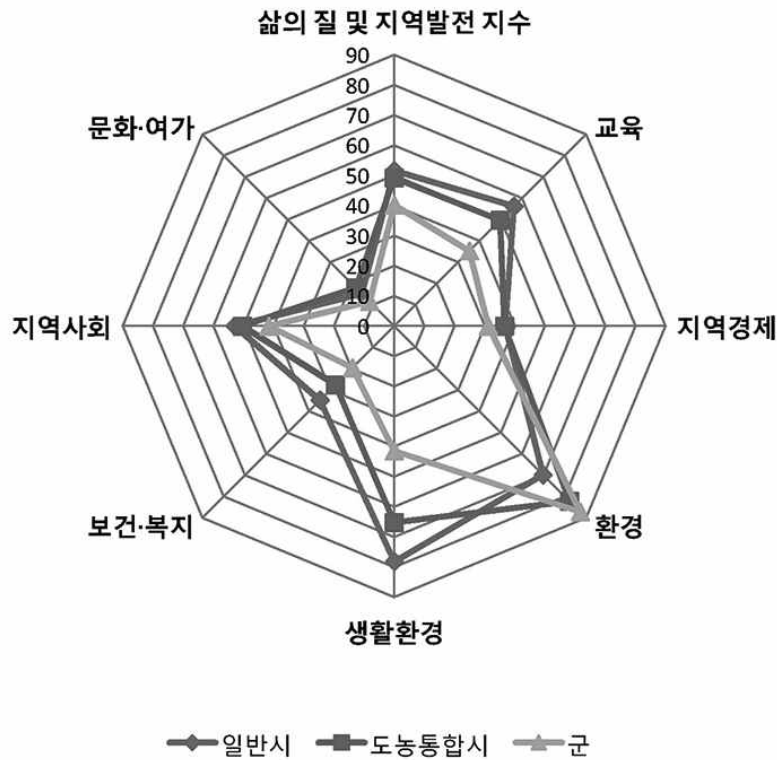 삶의 질 및 지역발전 지수
90
80
70
60
50
40
30
20
10
0
문화·여가
교육
지역사회
지역경제
보건·복지
환경
생활환경
일반시 도농통합시 군